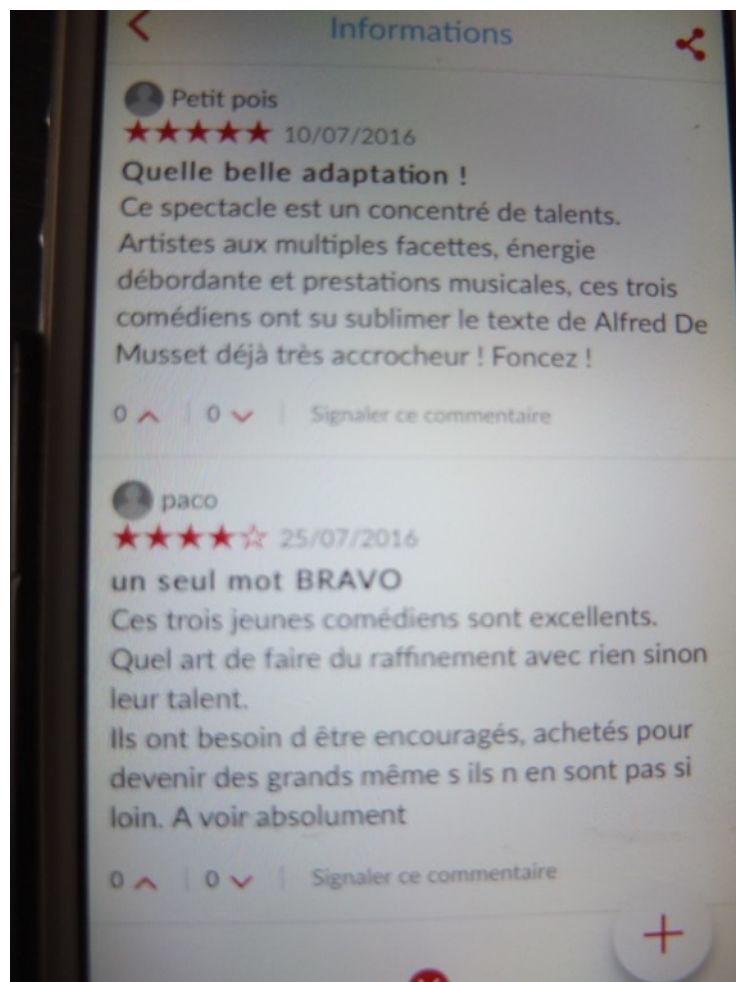 Informations
Petit pois
10/07/2016
Quelle belle adaptation !
Ce spectacle est un concentré de talents.
Artistes aux multiples facettes, énergie
débordante et prestations musicales, ces trois
comédiens ont su sublimer le texte de Alfred De
Musset déjà très accrocheur ! Foncez !
0 0 Signaler ce commentaire
paco
25/07/2016
un seul mot BRAVO
Ces trois jeunes comédiens sont excellents.
Quel art de faire du raffinement avec rien sinon
leur talent.
Ils ont besoin d être encouragés, achetés pour
devenir des grands même s ils n en sont pas si
loin. A voir absolument
0 0 Signaler ce commentaire